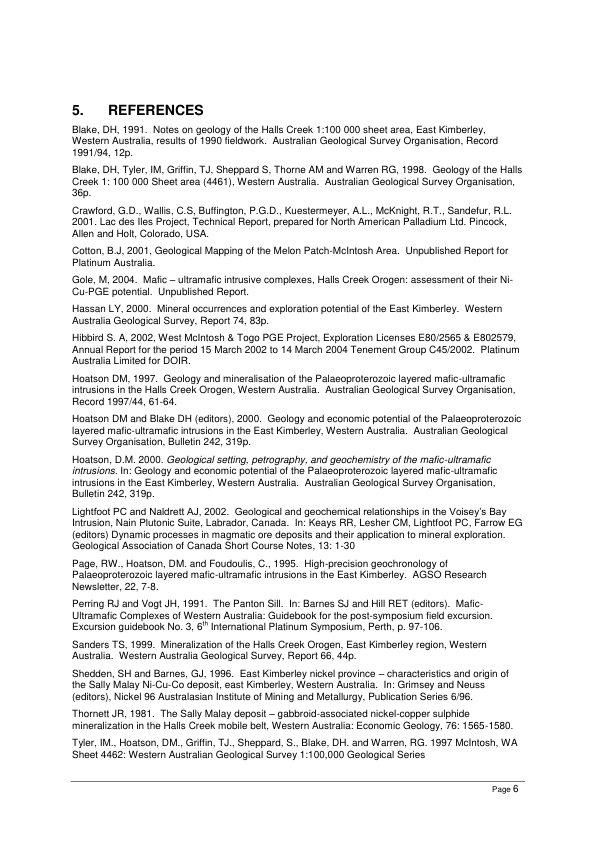 5. REFERENCES
Blake, DH, 1991. Notes on geology of the Halls Creek 1:100 000 sheet area, East Kimberley,
Western Australia, results of 1990 fieldwork. Australian Geological Survey Organisation, Record
1991/94, 12p.
Blake, DH, Tyler, IM, Griffin, TJ, Sheppard S, Thorne AM and Warren RG, 1998. Geology of the Halls
Creek 1: 100 000 Sheet area (4461), Western Australia. Australian Geological Survey Organisation,
36p.
Crawford, G.D., Wallis, C.S, Buffington, P.G.D., Kuestermeyer, A.L., McKnight, R.T., Sandefur, R.L.
2001. Lac des Iles Project, Technical Report, prepared for North American Palladium Ltd. Pincock,
Allen and Holt, Colorado, USA.
Cotton, B.J, 2001, Geological Mapping of the Melon Patch-McIntosh Area. Unpublished Report for
Platinum Australia.
Gole, M, 2004. Mafic – ultramafic intrusive complexes, Halls Creek Orogen: assessment of their Ni-
Cu-PGE potential. Unpublished Report.
Hassan LY, 2000. Mineral occurrences and exploration potential of the East Kimberley. Western
Australia Geological Survey, Report 74, 83p.
Hibbird S. A, 2002, West McIntosh & Togo PGE Project, Exploration Licenses E80/2565 & E802579,
Annual Report for the period 15 March 2002 to 14 March 2004 Tenement Group C45/2002. Platinum
Australia Limited for DOIR.
Hoatson DM, 1997. Geology and mineralisation of the Palaeoproterozoic layered mafic-ultramafic
intrusions in the Halls Creek Orogen, Western Australia. Australian Geological Survey Organisation,
Record 1997/44, 61-64.
Hoatson DM and Blake DH (editors), 2000. Geology and economic potential of the Palaeoproterozoic
layered mafic-ultramafic intrusions in the East Kimberley, Western Australia. Australian Geological
Survey Organisation, Bulletin 242, 319p.
Hoatson, D.M. 2000. Geological setting, petrography, and geochemistry of the mafic-ultramafic
intrusions. In: Geology and economic potential of the Palaeoproterozoic layered mafic-ultramafic
intrusions in the East Kimberley, Western Australia. Australian Geological Survey Organisation,
Bulletin 242, 319p.
Lightfoot PC and Naldrett AJ, 2002. Geological and geochemical relationships in the Voisey's Bay
Intrusion, Nain Plutonic Suite, Labrador, Canada. In: Keays RR, Lesher CM, Lightfoot PC, Farrow EG
(editors) Dynamic processes in magmatic ore deposits and their application to mineral exploration.
Geological Association of Canada Short Course Notes, 13: 1-30
Page, RW., Hoatson, DM. and Foudoulis, C., 1995. High-precision geochronology of
Palaeoproterozoic layered mafic-ultramafic intrusions in the East Kimberley. AGSO Research
Newsletter, 22, 7-8.
Perring RJ and Vogt JH, 1991. The Panton Sill. In: Barnes SJ and Hill RET (editors). Mafic-
Ultramafic Complexes of Western Australia: Guidebook for the post-symposium field excursion.
Excursion guidebook No. 3, 6th International Platinum Symposium, Perth, p. 97-106.
Sanders TS, 1999. Mineralization of the Halls Creek Orogen, East Kimberley region, Western
Australia. Western Australia Geological Survey, Report 66, 44p.
Shedden, SH and Barnes, GJ, 1996. East Kimberley nickel province – characteristics and origin of
the Sally Malay Ni-Cu-Co deposit, east Kimberley, Western Australia. In: Grimsey and Neuss
(editors), Nickel 96 Australasian Institute of Mining and Metallurgy, Publication Series 6/96.
Thornett JR, 1981. The Sally Malay deposit – gabbroid-associated nickel-copper sulphide
mineralization in the Halls Creek mobile belt, Western Australia: Economic Geology, 76: 1565-1580.
Tyler, IM., Hoatson, DM., Griffin, TJ., Sheppard, S., Blake, DH. and Warren, RG. 1997 McIntosh, WA
Sheet 4462: Western Australian Geological Survey 1:100,000 Geological Series
Page 6